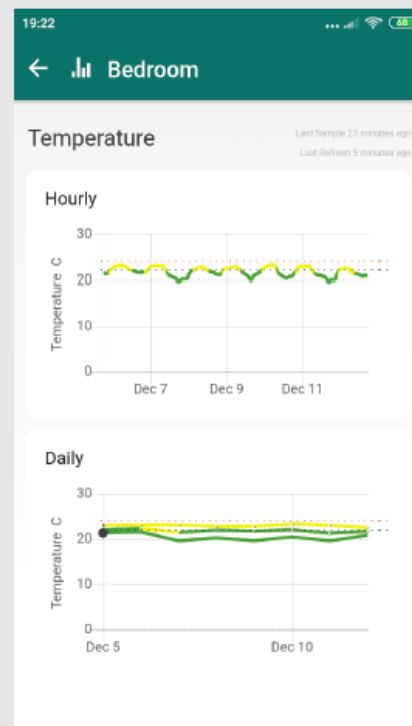 19:22
... 68
Bedroom
Temperature
Last Sample 23 minutes ago
Last Refresh 5 minutes ago
Hourly
30
20
10
0
Temperature C
Dec 7 Dec 9 Dec 11
Daily
30
20
10
0
Temperature C
Dec 5 Dec 10